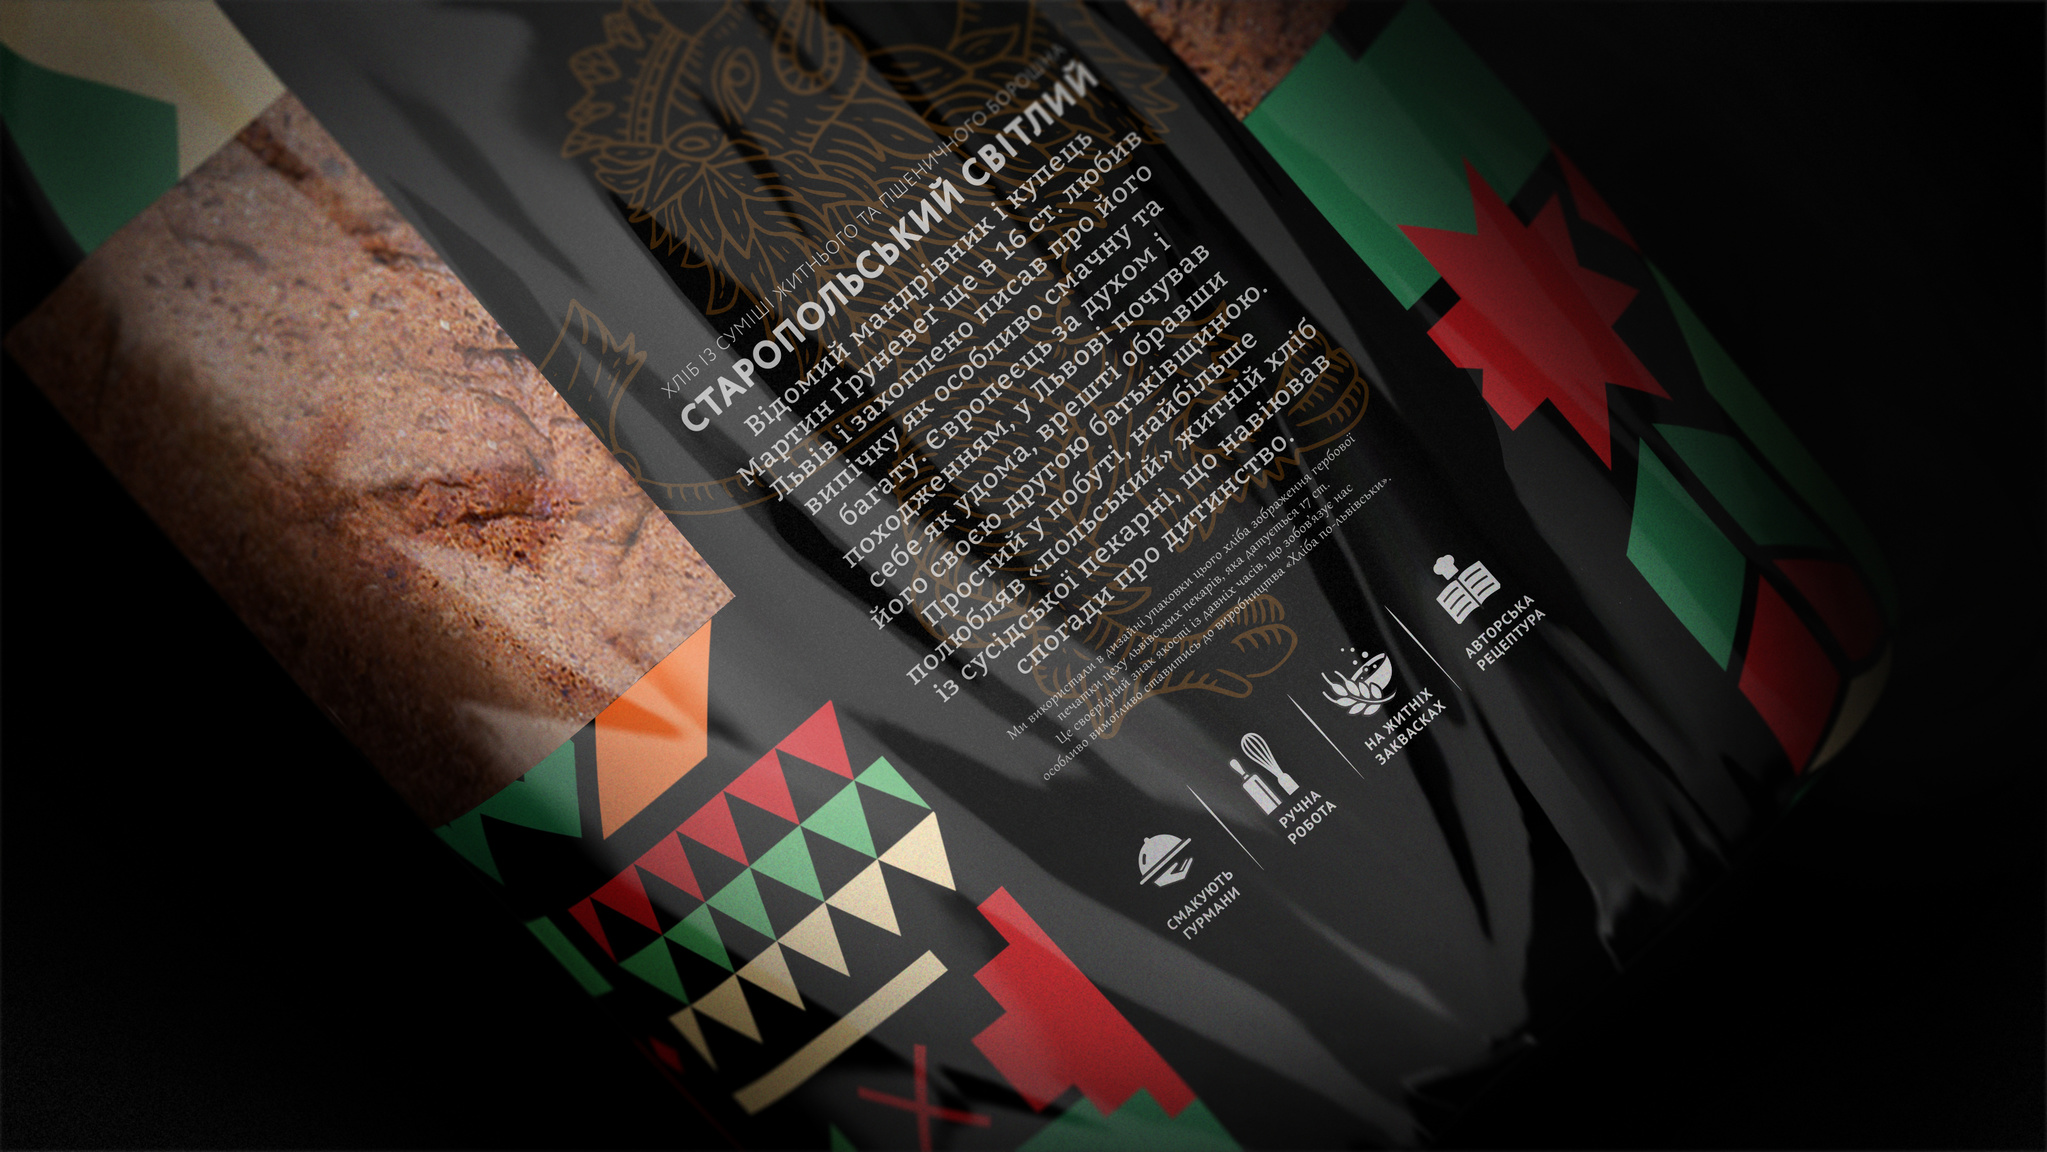 ХЛІБ ІЗ СУМІШІ ЖИТНЬОГО ТА ПШЕНИЧНОГО БОРОШНА
СТАРОПОЛЬСЬКИЙ СВІТЛИЙ
Відомий мандрівник і купець
Мартин Ґруневеґ ще в 16 ст. любив
Львів і захоплено писав про його
випічку як особливо смачну та
багату. Європеєць за духом і
походженням, у Львові почував
себе як удома, врешті обравши
його своєю другою батьківщиною.
Простий у побуті, найбільше
полюбляв «польський» житній хліб
із сусідської пекарні, що навіював
спогади про дитинство.
Ми використали в дизайні упаковки цього хліба зображення гербової
печатки цеху львівських пекарів, яка датується 17 ст.
Це своєрідний знак якості із давніх часів, що зобов'язує нас
особливо вимогливо ставитись до виробництва «Хліба по-львівськи».
СМАКУЮТЬ
ГУРМАНИ
РУЧНА
РОБОТА
НА ЖИТНІХ
ЗАКВАСКАХ
АВТОРСЬКА
РЕЦЕПТУРА